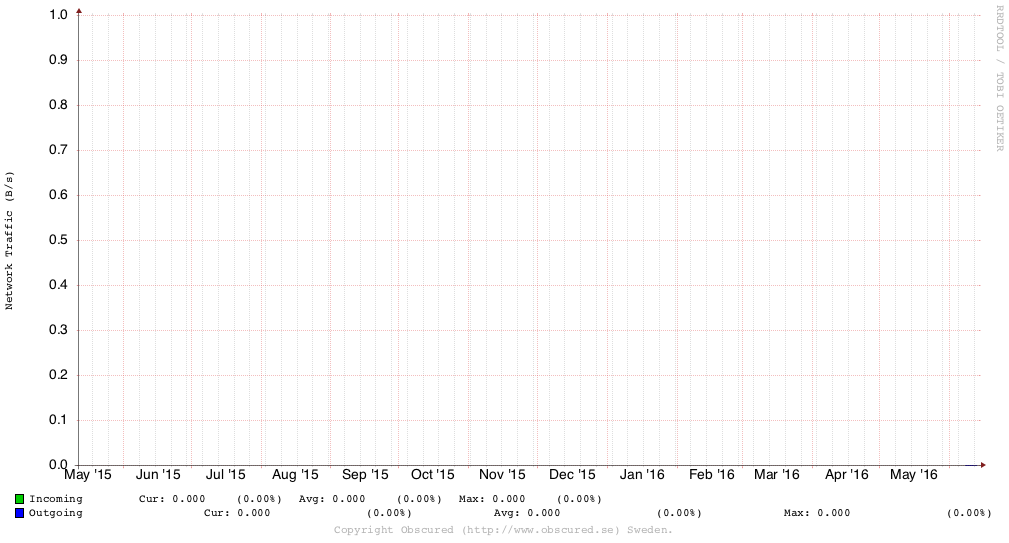 RRDTOOL / TOBI OETIKER
Network Traffic (B/s)
1.0
0.9
0.8
0.7
0.6
0.5
0.4
0.3
0.2
0.1
0.0
May '15 Jun '15 Jul '15 Aug '15 Sep '15 Oct '15 Nov '15 Dec '15 Jan '16 Feb '16 Mar '16 Apr '16 May '16
Incoming Cur: 0.000 (0.00%) Avg: 0.000 (0.00%) Max: 0.000 (0.00%)
Outgoing Cur: 0.000 (0.00%) Avg: 0.000 (0.00%) Max: 0.000 (0.00%)
Copyright Obscured (http://www.obscured.se) Sweden.